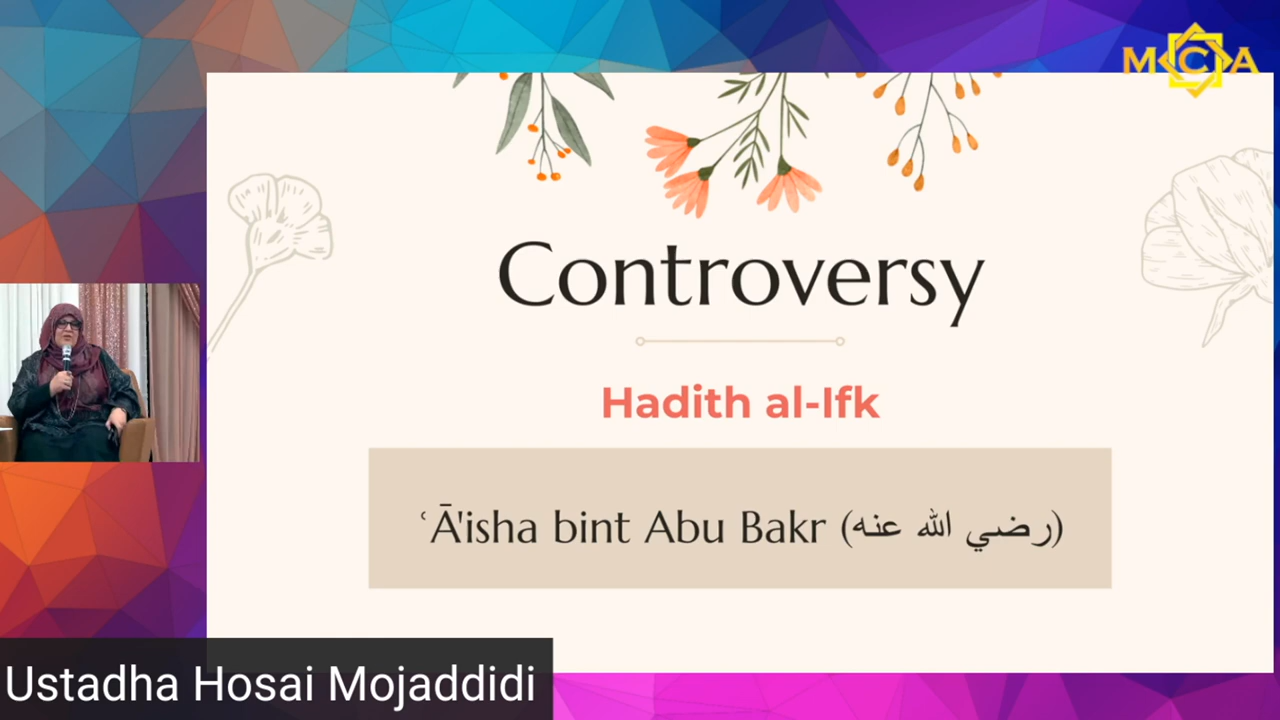 MCA
Controversy
Hadith al-Ifk
ʿĀ'isha bint Abu Bakr (رضي الله عنه)
Ustadha Hosai Mojaddidi